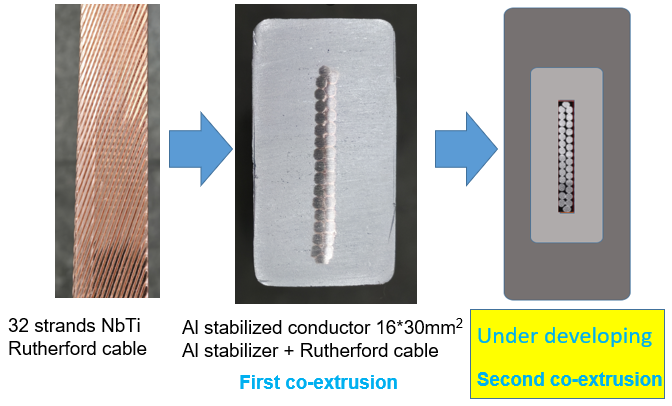 32 strands NbTi
Rutherford cable
Al stabilized conductor 16*30mm²
Al stabilizer + Rutherford cable
First co-extrusion
Under developing
Second co-extrusion